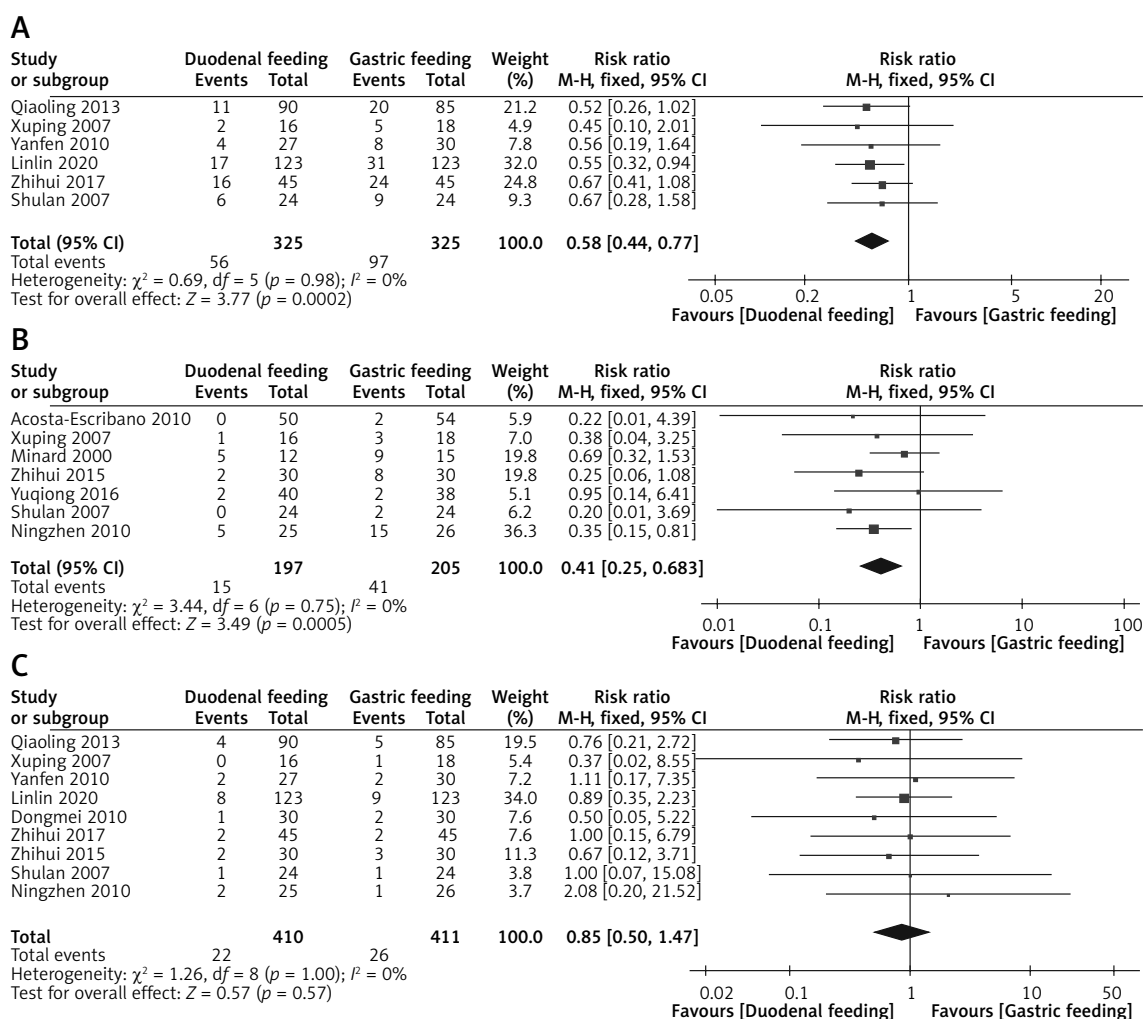 A
Study Duodenal feeding Gastric feeding Weight Risk ratio Risk ratio
or subgroup Events Total Events Total (%) M-H, fixed, 95% CI M-H, fixed, 95% CI
Qiaoling 2013 11 90 20 85 21.2 0.52 [0.26, 1.02]
Xuping 2007 2 16 5 18 4.9 0.45 [0.10, 2.01]
Yanfen 2010 4 27 8 30 7.8 0.56 [0.19, 1.64]
Linlin 2020 17 123 31 123 32.0 0.55 [0.32, 0.94]
Zhihui 2017 16 45 24 45 24.8 0.67 [0.41, 1.08]
Shulan 2007 6 24 9 24 9.3 0.67 [0.28, 1.58]
Total (95% CI) 325 325 100.0 0.58 [0.44, 0.77]
Total events 56 97
Heterogeneity: χ² = 0.69, df = 5 (p = 0.98); I² = 0%
Test for overall effect: Z = 3.77 (p = 0.0002)
0.05 0.2 1 5 20
Favours [Duodenal feeding] Favours [Gastric feeding]
B
Study Duodenal feeding Gastric feeding Weight Risk ratio Risk ratio
or subgroup Events Total Events Total (%) M-H, fixed, 95% CI M-H, fixed, 95% CI
Acosta-Escribano 2010 0 50 2 54 5.9 0.22 [0.01, 4.39]
Xuping 2007 1 16 3 18 7.0 0.38 [0.04, 3.25]
Minard 2000 5 12 9 15 19.8 0.69 [0.32, 1.53]
Zhihui 2015 2 30 8 30 19.8 0.25 [0.06, 1.08]
Yuqiong 2016 2 40 2 38 5.1 0.95 [0.14, 6.41]
Shulan 2007 0 24 2 24 6.2 0.20 [0.01, 3.69]
Ningzhen 2010 5 25 15 26 36.3 0.35 [0.15, 0.81]
Total (95% CI) 197 205 100.0 0.41 [0.25, 0.683]
Total events 15 41
Heterogeneity: χ² = 3.44, df = 6 (p = 0.75); I² = 0%
Test for overall effect: Z = 3.49 (p = 0.0005)
0.01 0.1 1 10 100
Favours [Duodenal feeding] Favours [Gastric feeding]
C
Study Duodenal feeding Gastric feeding Weight Risk ratio Risk ratio
or subgroup Events Total Events Total (%) M-H, fixed, 95% CI M-H, fixed, 95% CI
Qiaoling 2013 4 90 5 85 19.5 0.76 [0.21, 2.72]
Xuping 2007 0 16 1 18 5.4 0.37 [0.02, 8.55]
Yanfen 2010 2 27 2 30 7.2 1.11 [0.17, 7.35]
Linlin 2020 8 123 9 123 34.0 0.89 [0.35, 2.23]
Dongmei 2010 1 30 2 30 7.6 0.50 [0.05, 5.22]
Zhihui 2017 2 45 2 45 7.6 1.00 [0.15, 6.79]
Zhihui 2015 2 30 3 30 11.3 0.67 [0.12, 3.71]
Shulan 2007 1 24 1 24 3.8 1.00 [0.07, 15.08]
Ningzhen 2010 2 25 1 26 3.7 2.08 [0.20, 21.52]
Total 410 411 100.0 0.85 [0.50, 1.47]
Total events 22 26
Heterogeneity: χ² = 1.26, df = 8 (p = 1.00); I² = 0%
Test for overall effect: Z = 0.57 (p = 0.57)
0.02 0.1 1 10 50
Favours [Duodenal feeding] Favours [Gastric feeding]